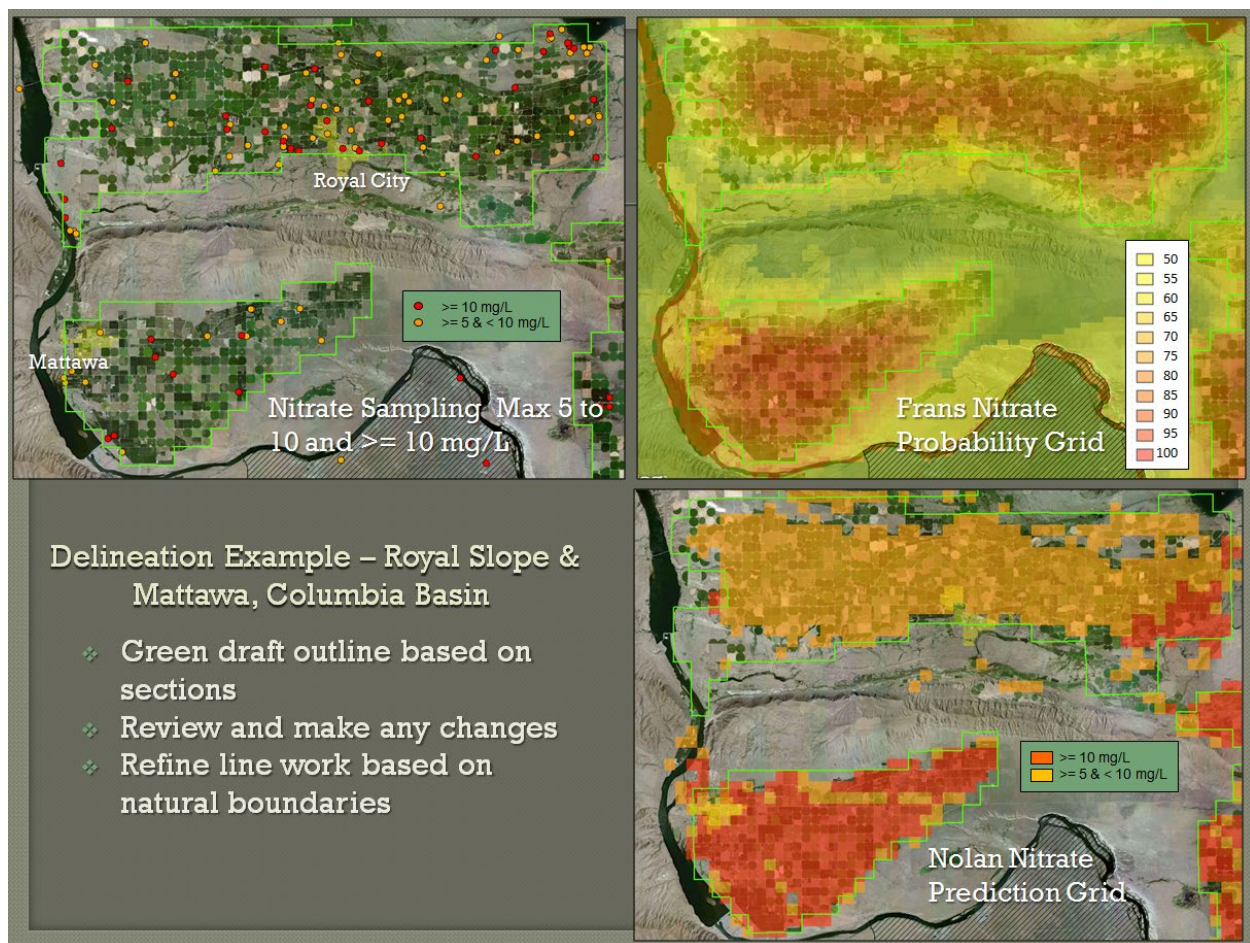 Royal City
>= 10 mg/L
>= 5 & < 10 mg/L
Mattawa
Nitrate Sampling Max 5 to
10 and >= 10 mg/L
50
55
60
65
70
75
80
85
90
95
100
Frans Nitrate
Probability Grid
Delineation Example – Royal Slope &
Mattawa, Columbia Basin
Green draft outline based on
sections
Review and make any changes
Refine line work based on
natural boundaries
>= 10 mg/L
>= 5 & < 10 mg/L
Nolan Nitrate
Prediction Grid